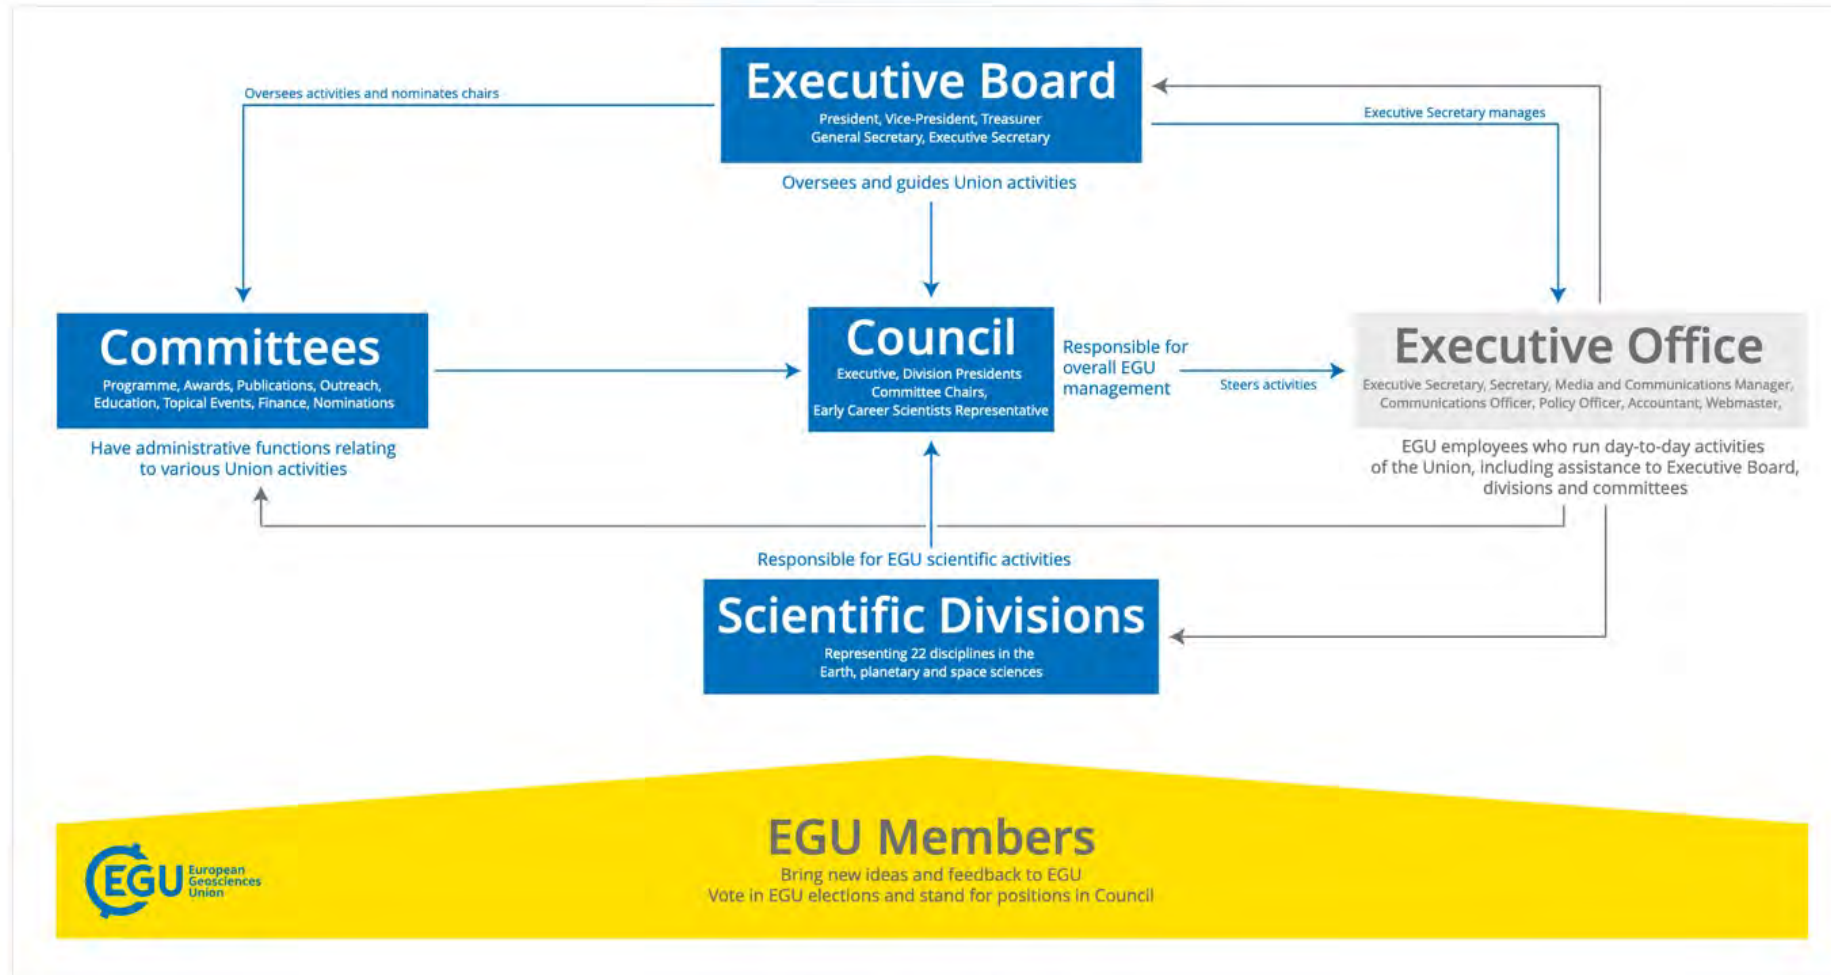 Executive Board
President, Vice-President, Treasurer
General Secretary, Executive Secretary
Oversees and guides Union activities
Oversees activities and nominates chairs
Executive Secretary manages
Committees
Programme, Awards, Publications, Outreach,
Education, Topical Events, Finance, Nominations
Have administrative functions relating
to various Union activities
Council
Executive, Division Presidents
Committee Chairs,
Early Career Scientists Representative
Responsible for
overall EGU
management
Steers activities
Executive Office
Executive Secretary, Secretary, Media and Communications Manager,
Communications Officer, Policy Officer, Accountant, Webmaster,
EGU employees who run day-to-day activities
of the Union, including assistance to Executive Board,
divisions and committees
Responsible for EGU scientific activities
Scientific Divisions
Representing 22 disciplines in the
Earth, planetary and space sciences
EGU Members
Bring new ideas and feedback to EGU
Vote in EGU elections and stand for positions in Council
EGU
European
Geosciences
Union